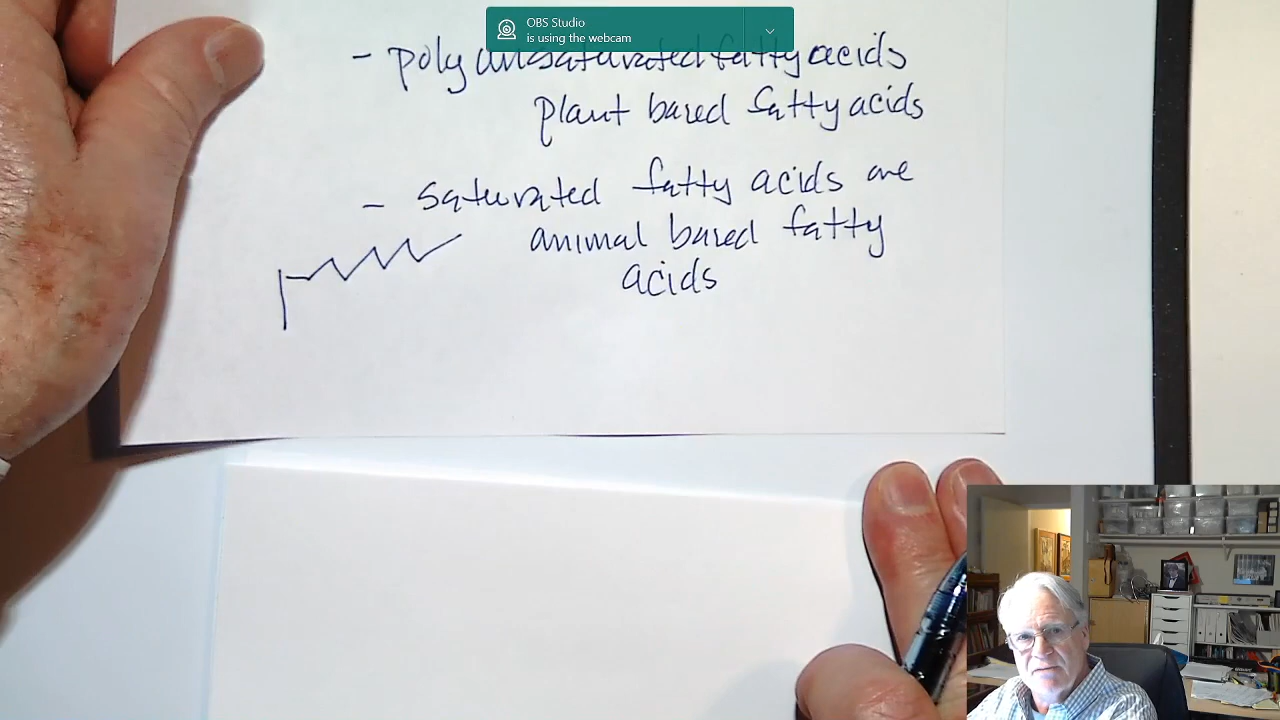 OBS Studio
is using the webcam
- poly unsaturated fatty acids
plant based fatty acids
- saturated fatty acids are
animal based fatty
acids